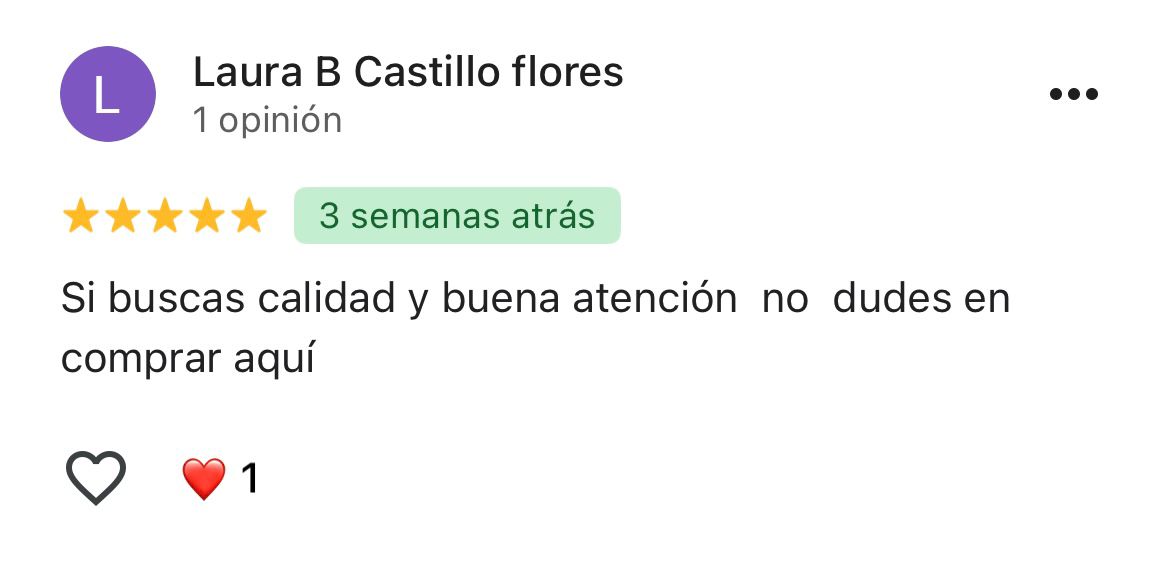 L
Laura B Castillo flores
1 opinión
3 semanas atrás
Si buscas calidad y buena atención  no  dudes en
comprar aquí
1